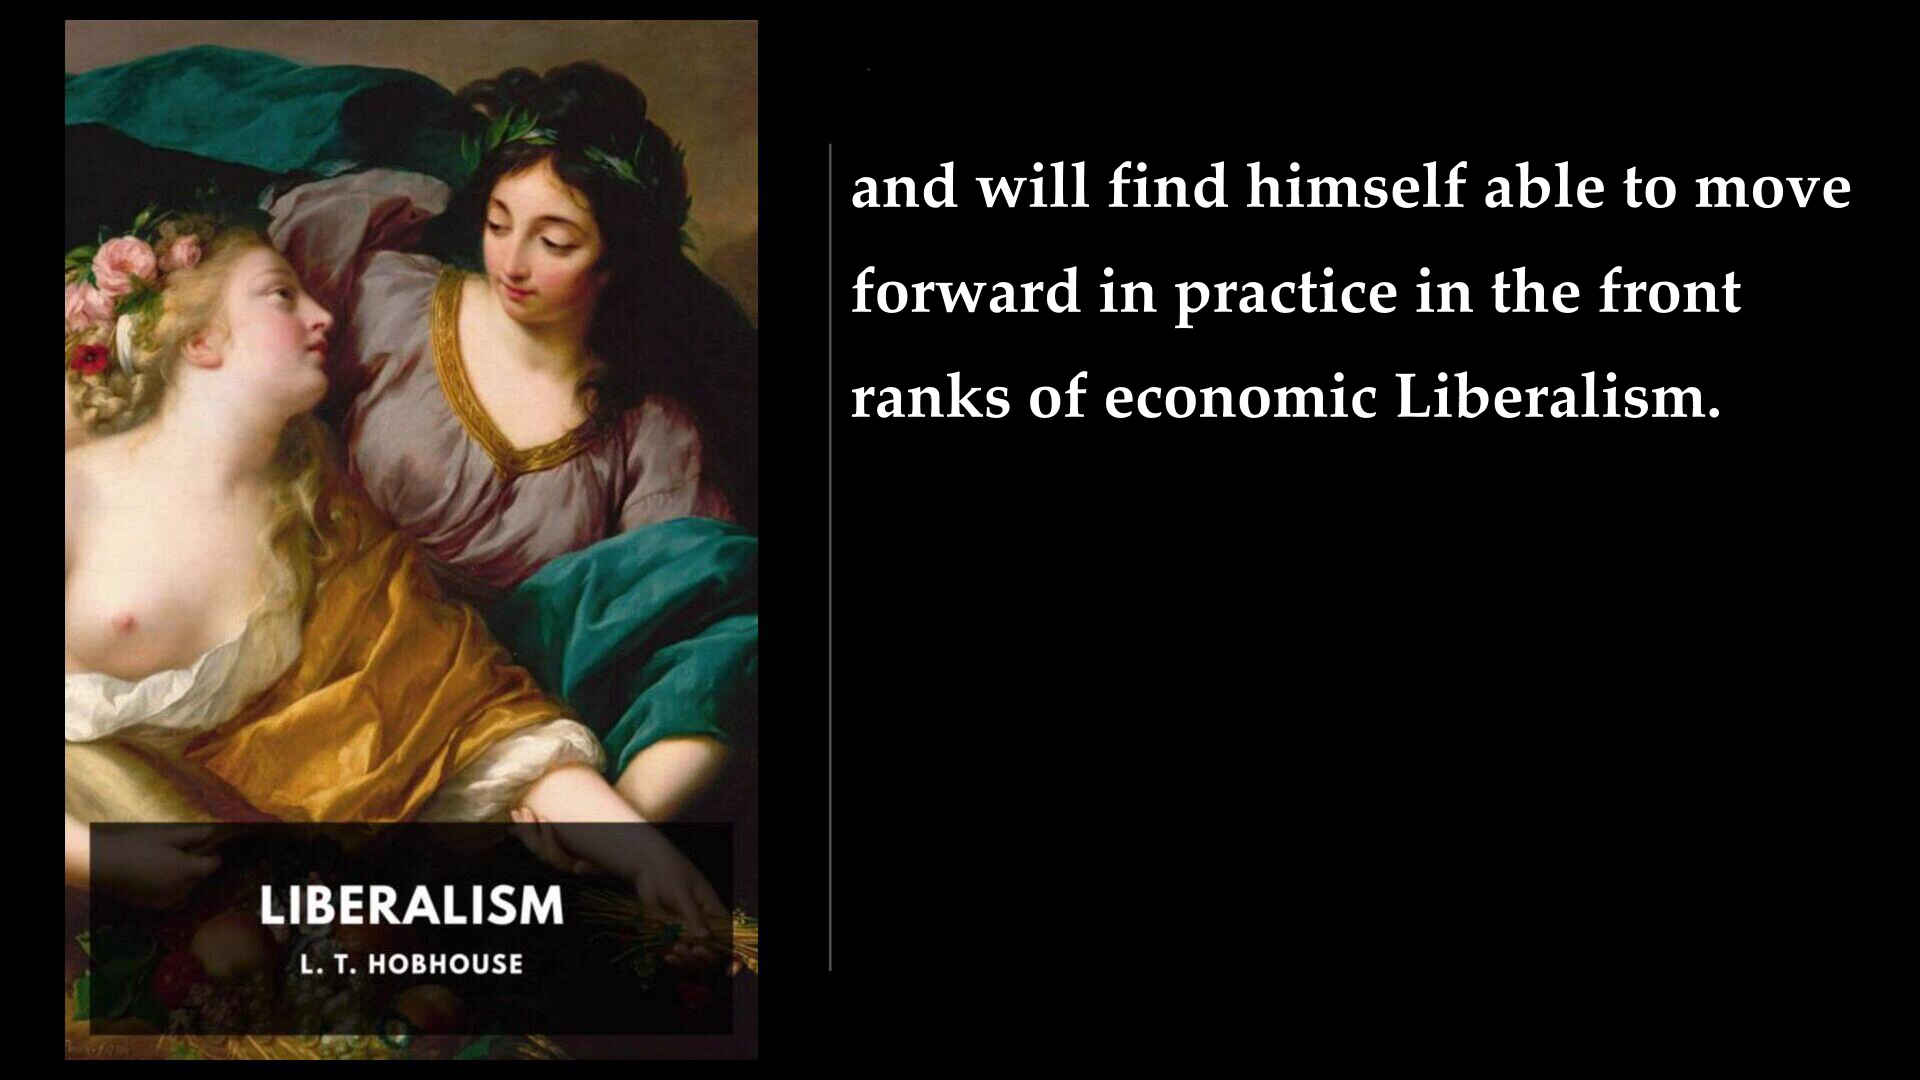 and will find himself able to move
forward in practice in the front
ranks of economic Liberalism.
LIBERALISM
L. T. HOBHOUSE